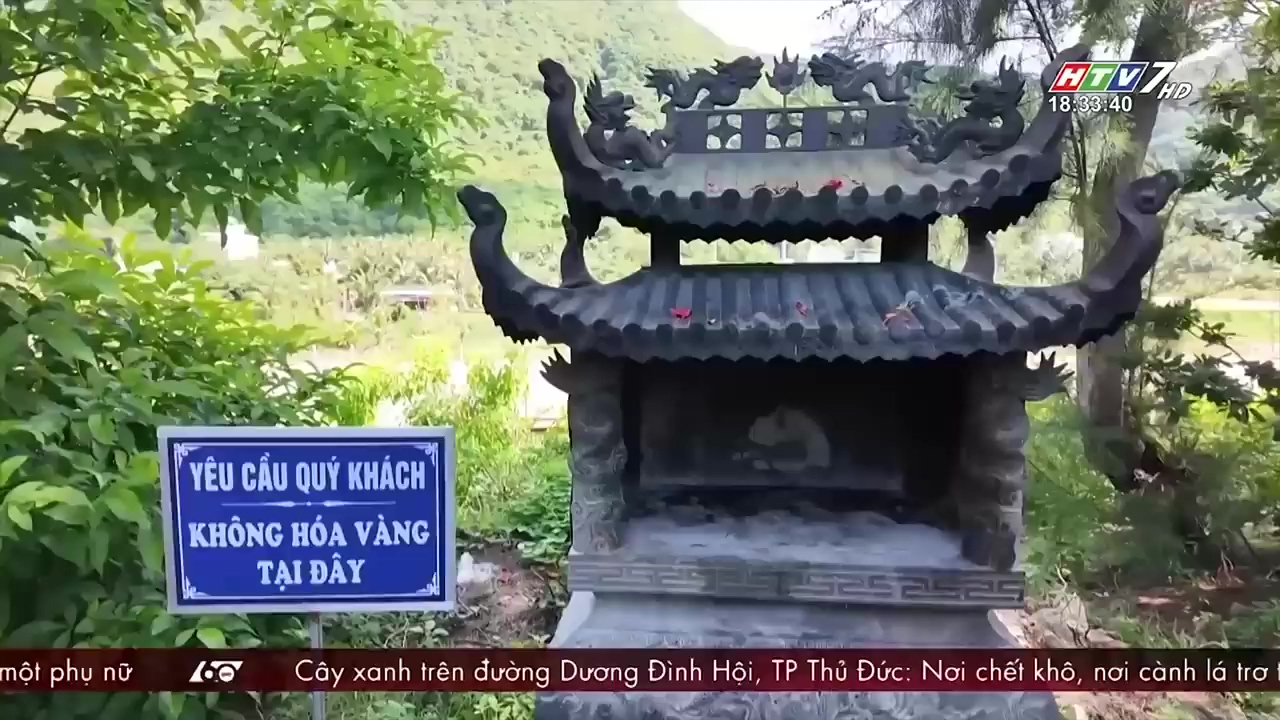 HTV7 HD
18:33:40
YÊU CẦU QUÝ KHÁCH
KHÔNG HÓA VÀNG
TẠI ĐÂY
một phụ nữ
Cây xanh trên đường Dương Đình Hội, TP Thủ Đức: Nơi chết khô, nơi cành lá trơ